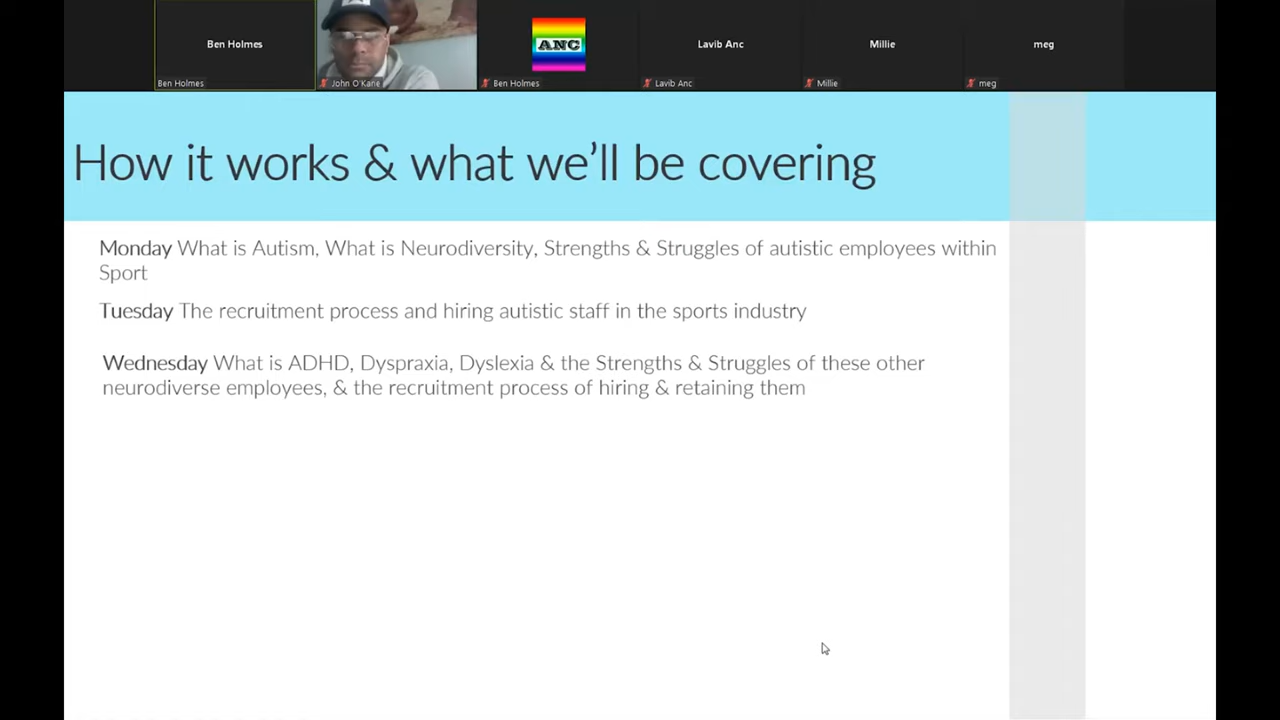 Ben Holmes
Ben Holmes
John O'Kane
ANC
Ben Holmes
Lavib Anc
Lavib Anc
Millie
Millie
meg
meg
How it works & what we'll be covering
Monday What is Autism, What is Neurodiversity, Strengths & Struggles of autistic employees within
Sport
Tuesday The recruitment process and hiring autistic staff in the sports industry
Wednesday What is ADHD, Dyspraxia, Dyslexia & the Strengths & Struggles of these other
neurodiverse employees, & the recruitment process of hiring & retaining them